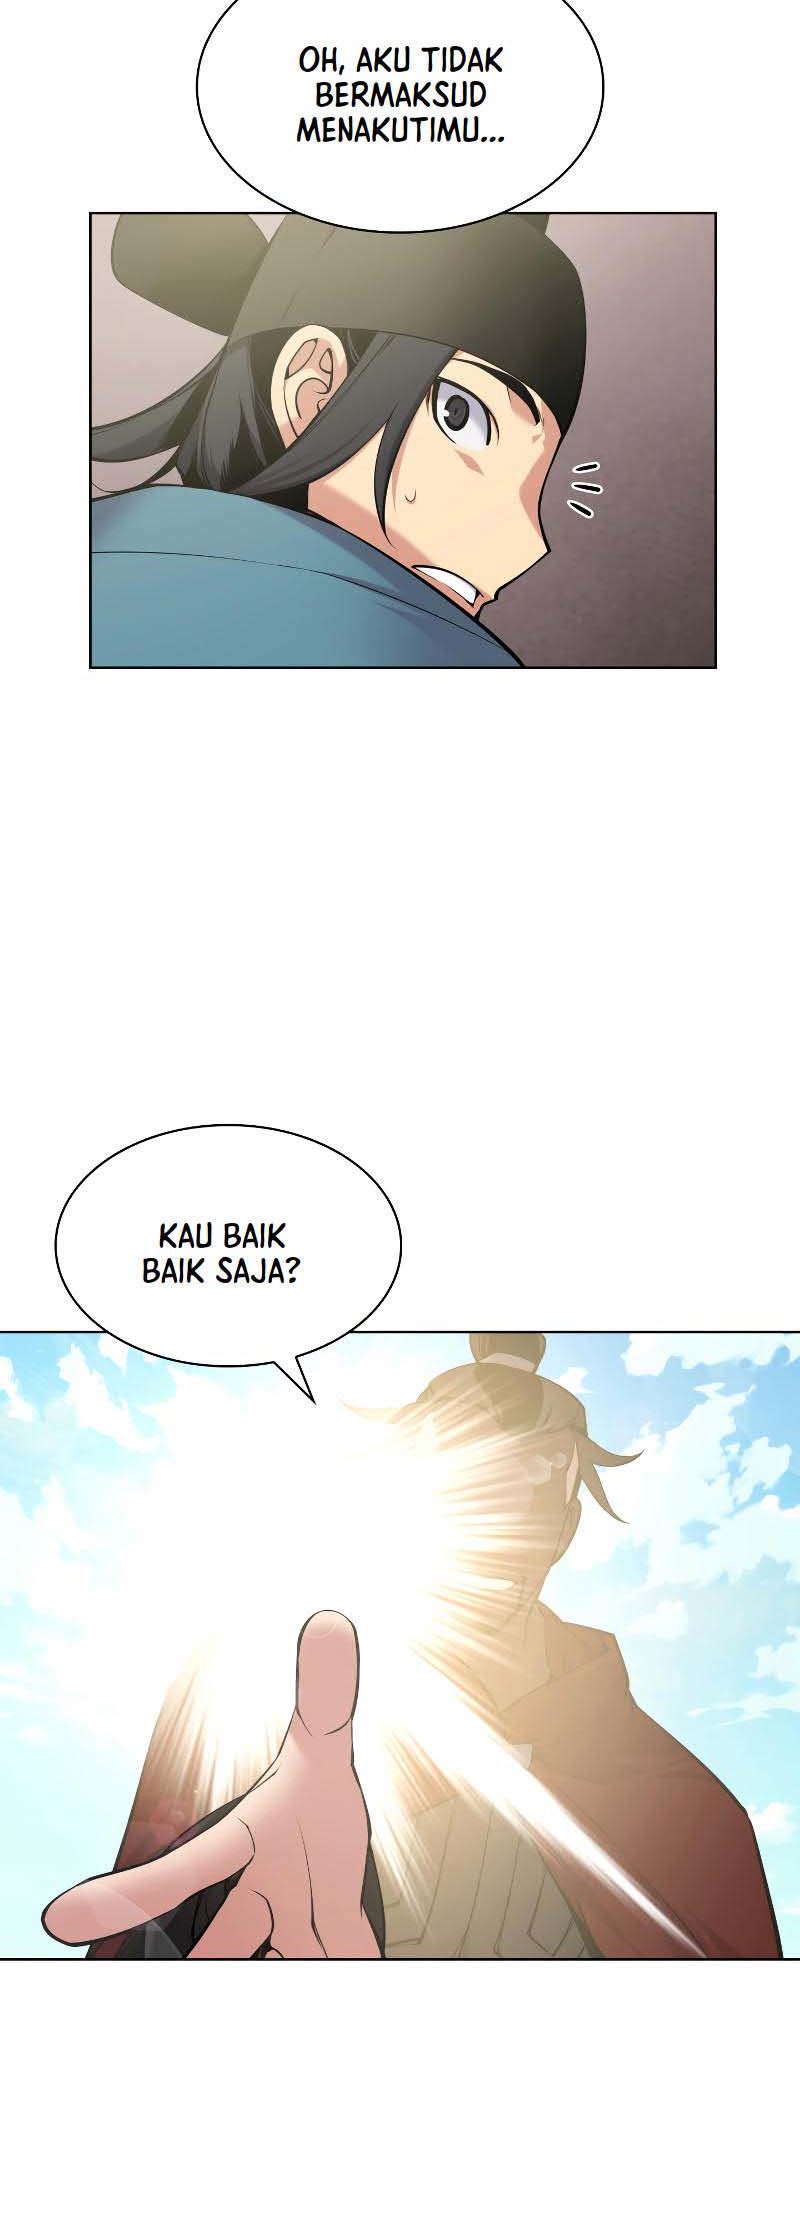 OH, AKU TIDAK
BERMAKSUD
MENAKUTIMU...
KAU BAIK
BAIK SAJA?